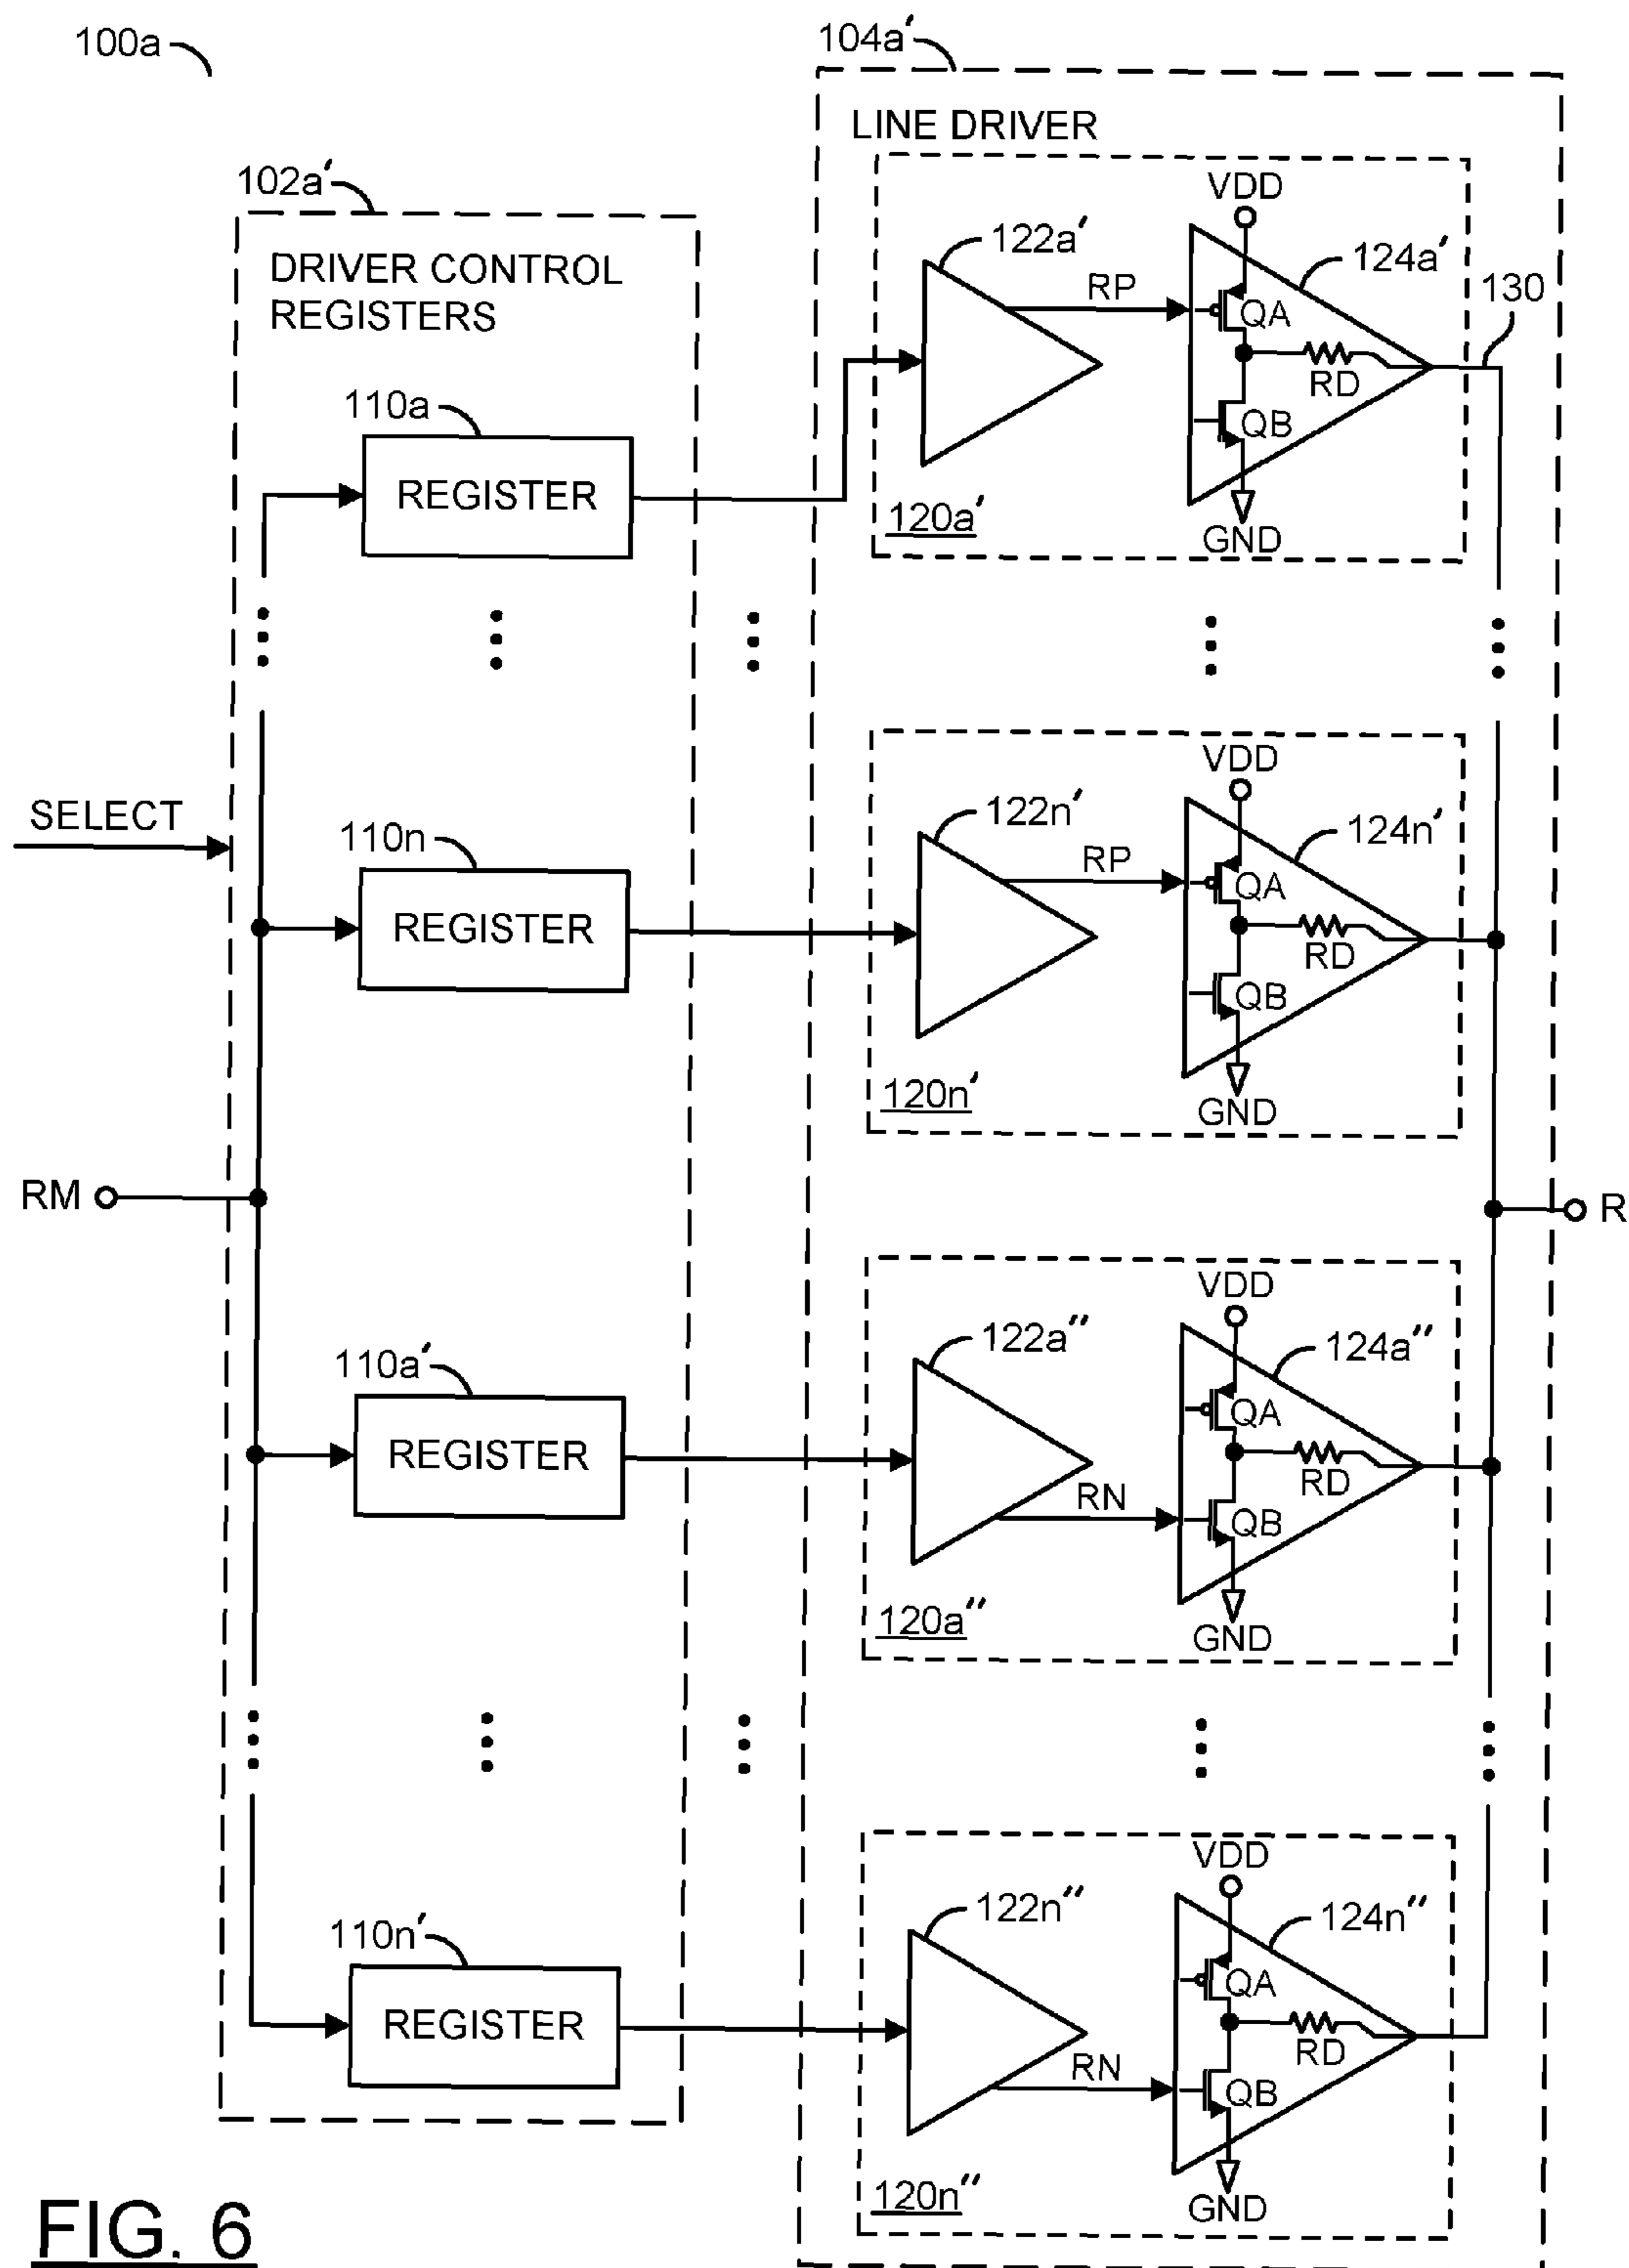 100a
104a′
LINE DRIVER
102a′
DRIVER CONTROL
REGISTERS
VDD
122a′
124a′
RP
QA
130
RD
QB
110a
REGISTER
120a′
GND
VDD
122n′
124n′
SELECT
110n
RP
QA
REGISTER
RD
QB
120n′
GND
RM
R
VDD
122a″
124a″
110a′
QA
REGISTER
RD
RN
QB
120a″
GND
VDD
122n″
124n″
110n′
QA
REGISTER
RD
RN
QB
120n″
GND
FIG. 6